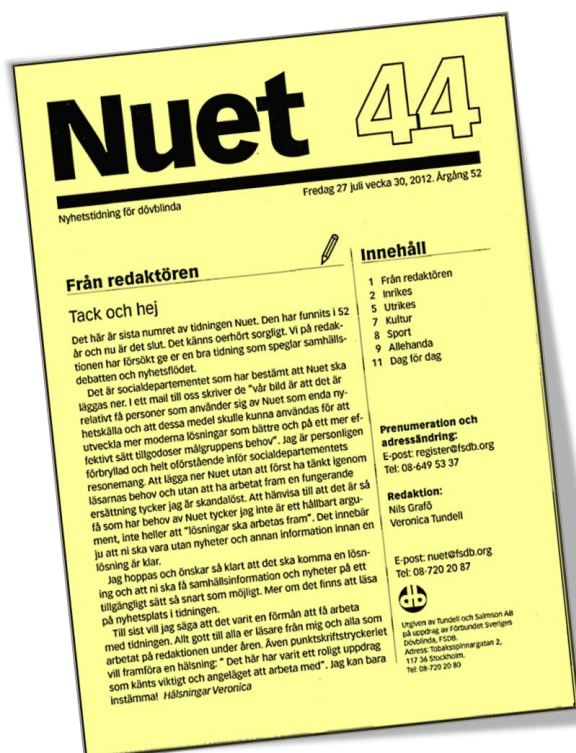 Nuet 44
Nyhetstidning för dövblinda
Fredag 27 juli vecka 30, 2012. Årgång 52
Från redaktören
Tack och hej
Det här är sista numret av tidningen Nuet. Den har funnits i 52
år och nu är det slut. Det känns oerhört sorgligt. Vi på redak-
tionen har försökt ge er en bra tidning som speglar samhälls-
debatten och nyhetsflödet.
Det är socialdepartementet som har bestämt att Nuet ska
läggas ner. I ett mail till oss skriver de "vår bild är att det är
relativt få personer som använder sig av Nuet som enda ny-
hetskälla och att dessa medel skulle kunna användas för att
utveckla mer moderna lösningar som bättre och på ett mer ef-
fektivt sätt tillgodoser målgruppens behov". Jag är personligen
förbryllad och helt oförstående inför socialdepartementets
resonemang. Att lägga ner Nuet utan att först ha tänkt igenom
läsarnas behov och utan att ha arbetat fram en fungerande
ersättning tycker jag är skandalöst. Att hänvisa till att det är så
få som har behov av Nuet tycker jag inte är ett hållbart argu-
ment, inte heller att "lösningar ska arbetas fram". Det innebär
ju att ni ska vara utan nyheter och annan information innan en
lösning är klar.
Jag hoppas och önskar så klart att det ska komma en lösn-
ing och att ni ska få samhällsinformation och nyheter på ett
tillgängligt sätt så snart som möjligt. Mer om det finns att läsa
på nyhetsplats i tidningen.
Till sist vill jag säga att det varit en förmån att få arbeta
med tidningen. Allt gott till alla er läsare från mig och alla som
arbetat på redaktionen under åren. Även punktskriftstryckeriet
vill framföra en hälsning: " Det här har varit ett roligt uppdrag
som känts viktigt och angeläget att arbeta med". Jag kan bara
instämma! Hälsningar Veronica
Innehåll
1 Från redaktören
2 Inrikes
5 Utrikes
7 Kultur
8 Sport
9 Allehanda
11 Dag för dag
Prenumeration och
adressändring:
E-post: register@fsdb.org
Tel: 08-649 53 37
Redaktion:
Nils Grafö
Veronica Tundell
E-post: nuet@fsdb.org
Tel: 08-720 20 87
db
Utgiven av Tundell och Salmson AB
på uppdrag av Förbundet Sveriges
Dövblinda, FSDB.
Adress: Tobaksspinnargatan 2,
117 36 Stockholm.
Tel: 08-720 20 80